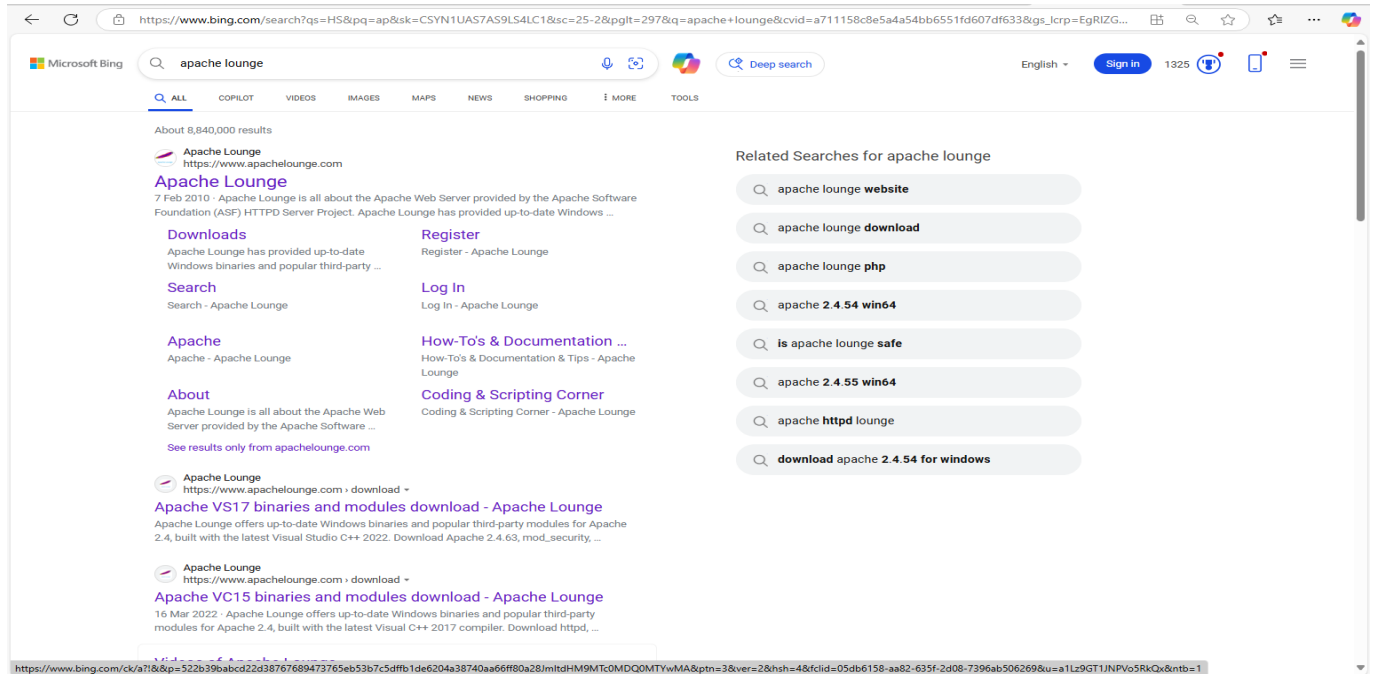 https://www.bing.com/search?qs=HS&pq=ap&sk=CSYN1UAS7AS9LS4LC1&sc=25-2&pglt=297&q=apache+lounge&cvid=a711158c8e5a4a54bb6551fd607df633&gs_lcrp=EgRIZG...
Microsoft Bing
apache lounge
Deep search
English
Sign in
1325
ALL COPILOT VIDEOS IMAGES MAPS NEWS SHOPPING MORE TOOLS
About 8,840,000 results
Apache Lounge
https://www.apachelounge.com
Apache Lounge
7 Feb 2010 · Apache Lounge is all about the Apache Web Server provided by the Apache Software
Foundation (ASF) HTTPD Server Project. Apache Lounge has provided up-to-date Windows ...
Downloads
Apache Lounge has provided up-to-date
Windows binaries and popular third-party ...
Register
Register - Apache Lounge
Search
Search - Apache Lounge
Log In
Log In - Apache Lounge
Apache
Apache - Apache Lounge
How-To's & Documentation ...
How-To's & Documentation & Tips - Apache
Lounge
About
Apache Lounge is all about the Apache Web
Server provided by the Apache Software ...
Coding & Scripting Corner
Coding & Scripting Corner - Apache Lounge
See results only from apachelounge.com
Apache Lounge
https://www.apachelounge.com › download
Apache VS17 binaries and modules download - Apache Lounge
Apache Lounge offers up-to-date Windows binaries and popular third-party modules for Apache
2.4, built with the latest Visual Studio C++ 2022. Download Apache 2.4.63, mod_security, ...
Apache Lounge
https://www.apachelounge.com › download
Apache VC15 binaries and modules download - Apache Lounge
16 Mar 2022 · Apache Lounge offers up-to-date Windows binaries and popular third-party
modules for Apache 2.4, built with the latest Visual C++ 2017 compiler. Download httpd, ...
Videos of Apache Lounge
Related Searches for apache lounge
apache lounge website
apache lounge download
apache lounge php
apache 2.4.54 win64
is apache lounge safe
apache 2.4.55 win64
apache httpd lounge
download apache 2.4.54 for windows
https://www.bing.com/ck/a?!&&p=522b39babcd22d38767689473765eb53b7c5dffb1de6204a38740aa66ff80a28JmltdHM9MTc0MDQ0MTYwMA&ptn=3&ver=2&hsh=4&fclid=05db6158-aa82-635f-2d08-7396ab506269&u=a1Lz9GT1JNPVo5RkQx&ntb=1